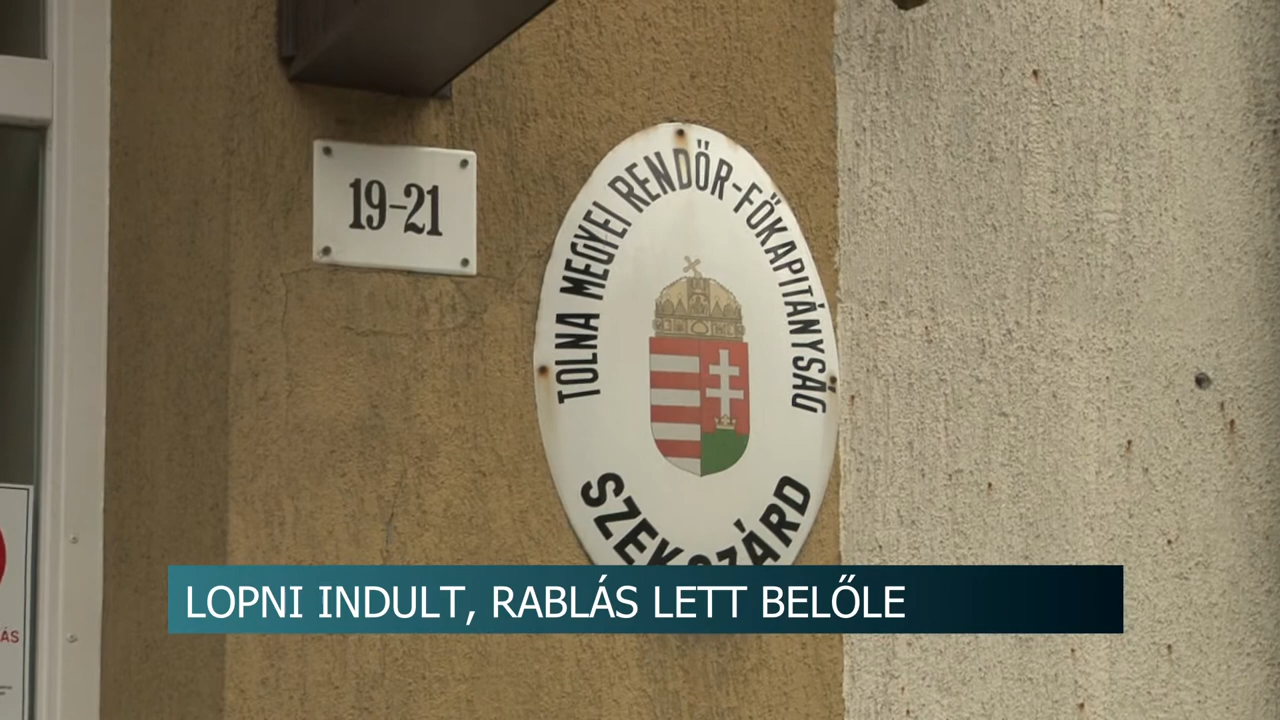 19-21
TOLNA MEGYEI RENDŐR-FŐKAPITÁNYSÁG
SZEKSZÁRD
LOPNI INDULT, RABLÁS LETT BELŐLE